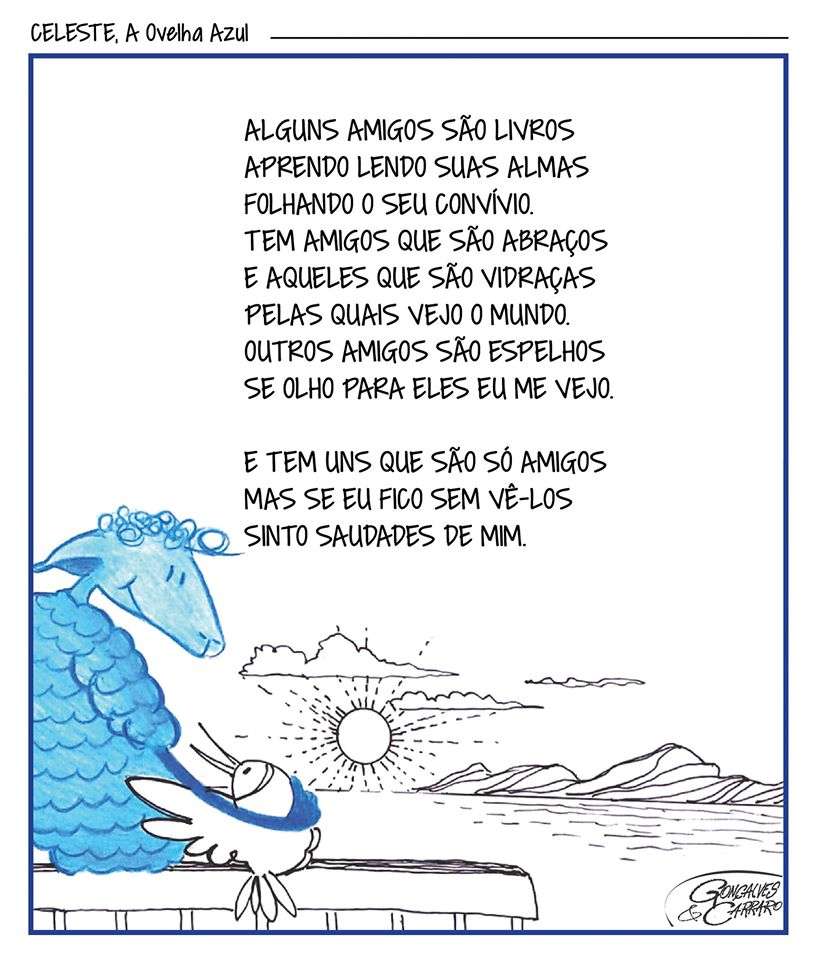 CELESTE, A Ovelha Azul
ALGUNS AMIGOS SÃO LIVROS
APRENDO LENDO SUAS ALMAS
FOLHANDO O SEU CONVÍVIO.
TEM AMIGOS QUE SÃO ABRAÇOS
E AQUELES QUE SÃO VIDRAÇAS
PELAS QUAIS VEJO O MUNDO.
OUTROS AMIGOS SÃO ESPELHOS
SE OLHO PARA ELES EU ME VEJO.
E TEM UNS QUE SÃO SÓ AMIGOS
MAS SE EU FICO SEM VÊ-LOS
SINTO SAUDADES DE MIM.
GONÇALVES
& CARRARO